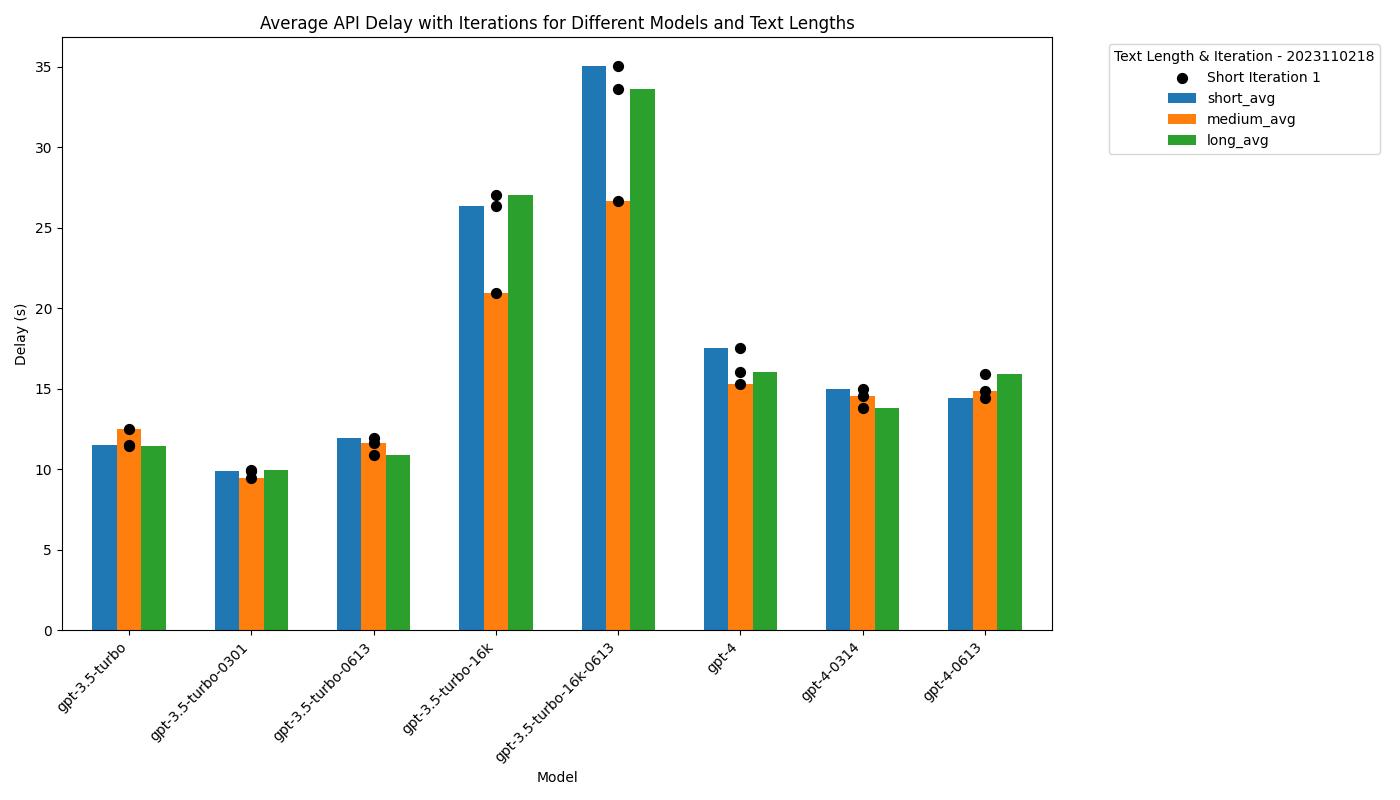 Average API Delay with Iterations for Different Models and Text Lengths
Text Length & Iteration - 2023110218
Short Iteration 1
short_avg
medium_avg
long_avg
Delay (s)
35
30
25
20
15
10
5
0
gpt-3.5-turbo
gpt-3.5-turbo-0301
gpt-3.5-turbo-0613
gpt-3.5-turbo-16k
gpt-3.5-turbo-16k-0613
gpt-4
gpt-4-0314
gpt-4-0613
Model